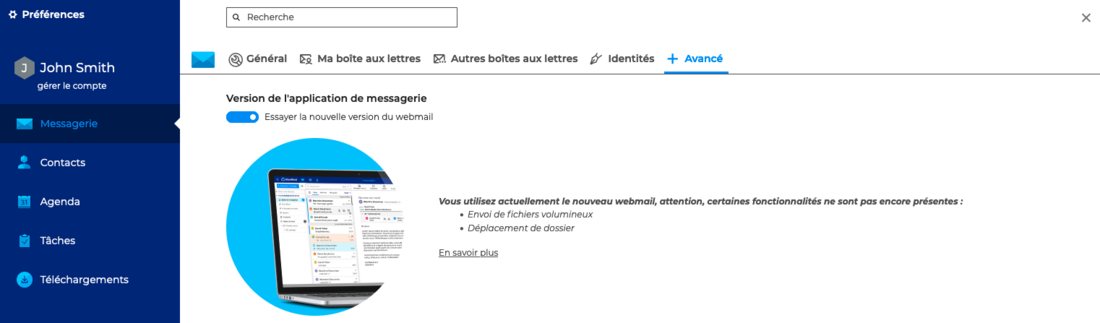 Préférences
Recherche
J
John Smith
gérer le compte
Messagerie
Contacts
Agenda
Tâches
Téléchargements
Général
Ma boîte aux lettres
Autres boîtes aux lettres
Identités
Avancé
Version de l'application de messagerie
Essayer la nouvelle version du webmail
Vous utilisez actuellement le nouveau webmail, attention, certaines fonctionnalités ne sont pas encore présentes :
Envoi de fichiers volumineux
Déplacement de dossier
En savoir plus